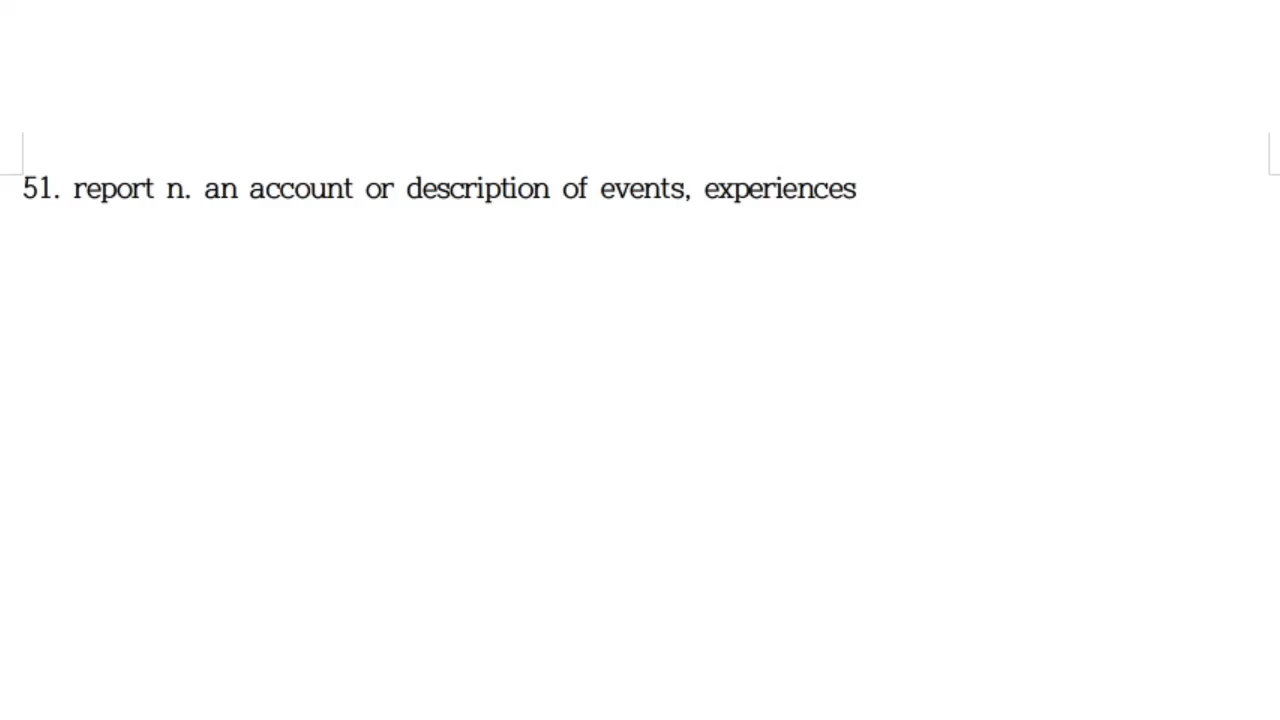 51. report n. an account or description of events, experiences